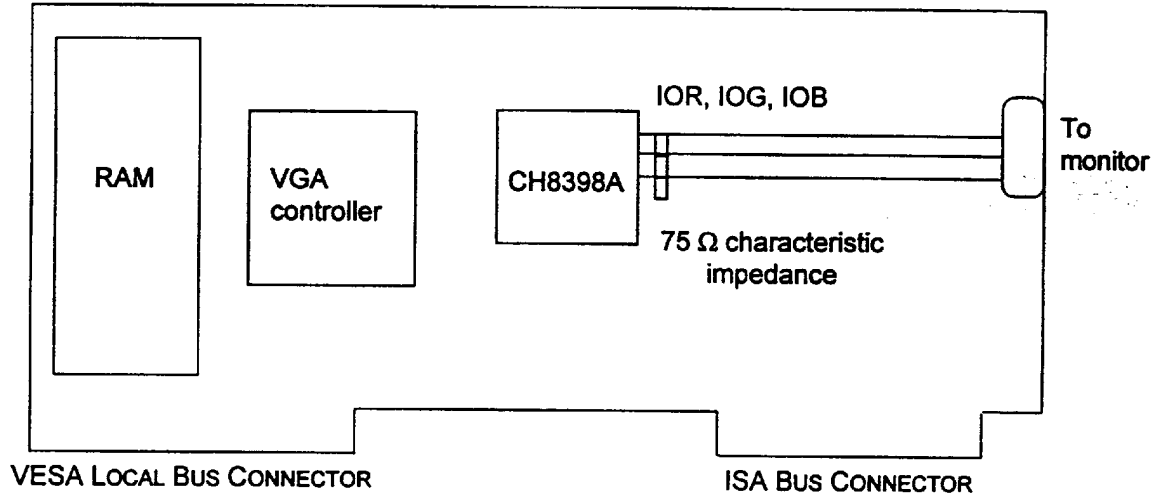 IOR, IOG, IOB
To
monitor
RAM
VGA
controller
CH8398A
75 Ω characteristic
impedance
VESA LOCAL BUS CONNECTOR
ISA BUS CONNECTOR